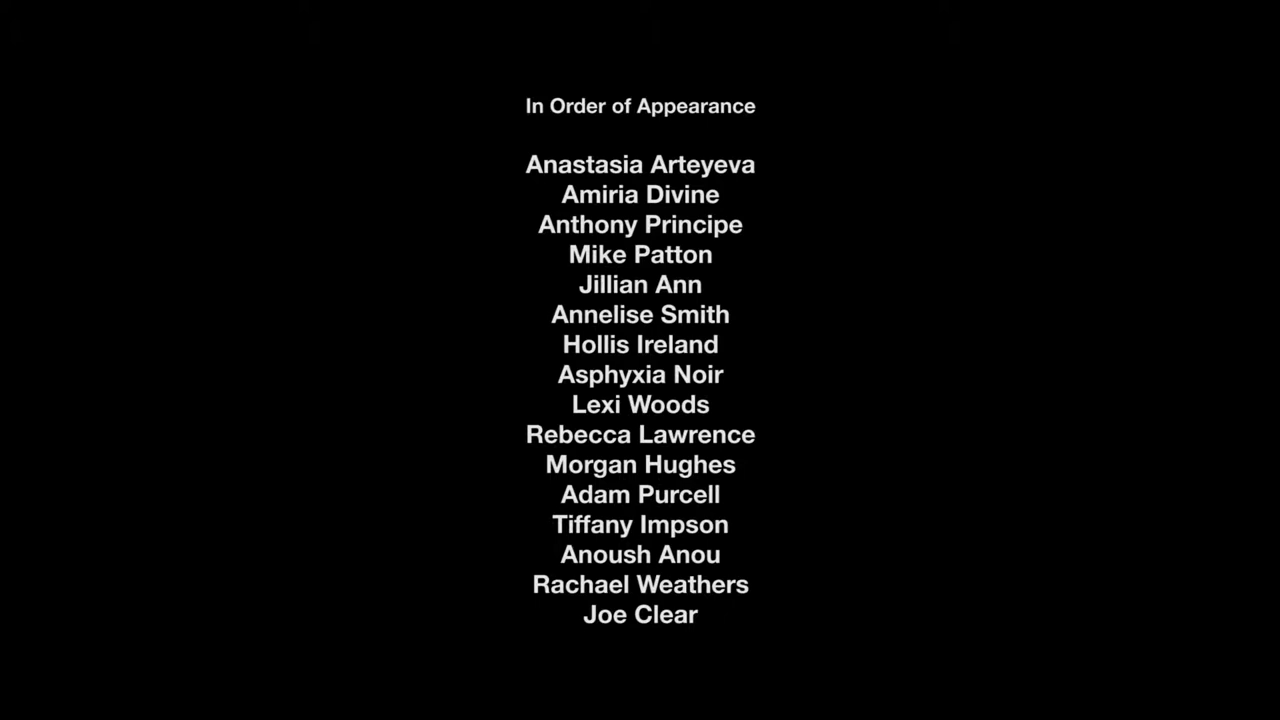 In Order of Appearance
Anastasia Arteyeva
Amiria Divine
Anthony Principe
Mike Patton
Jillian Ann
Annelise Smith
Hollis Ireland
Asphyxia Noir
Lexi Woods
Rebecca Lawrence
Morgan Hughes
Adam Purcell
Tiffany Impson
Anoush Anou
Rachael Weathers
Joe Clear